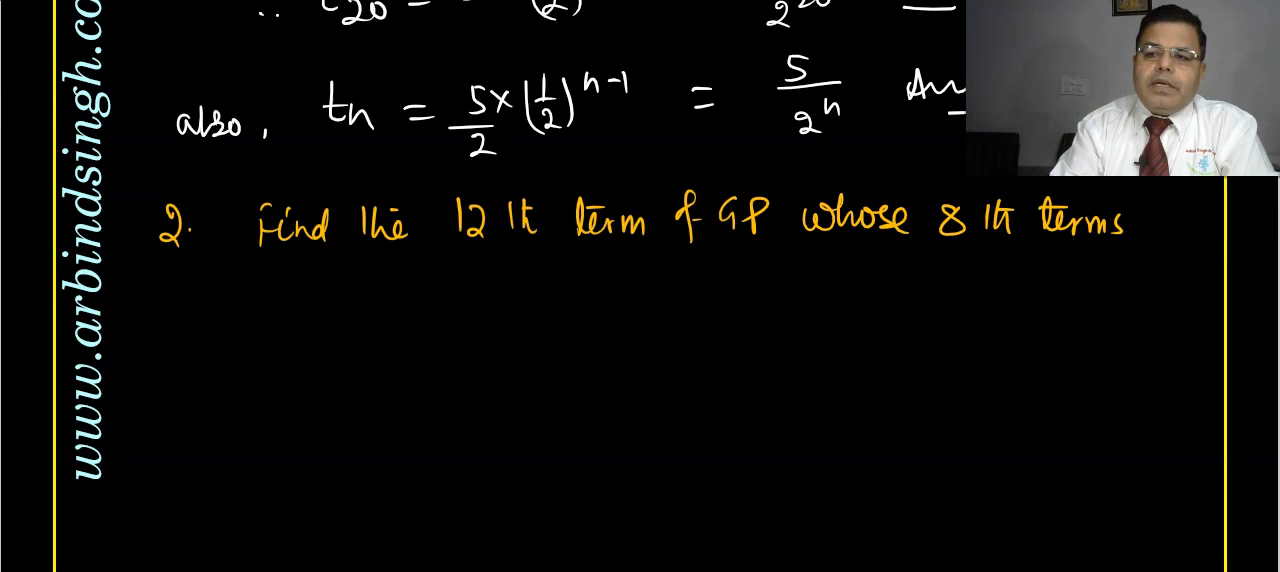 ∴ t₂₀ =
also, tn = 5/2 × (1/2)^(n-1) = 5/2^n
2. Find the 12 th term of GP whose 8 th terms
www.arbindsingh.co